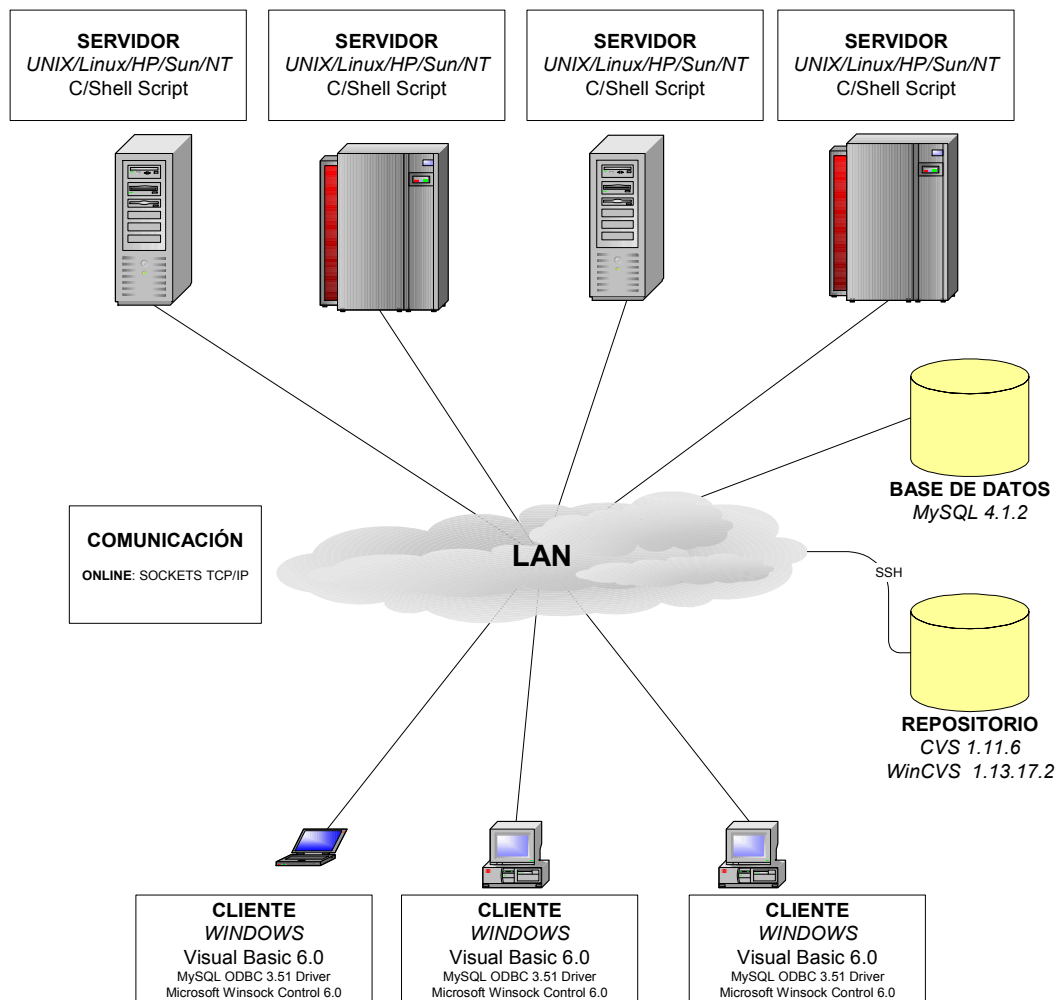 SERVIDOR
UNIX/Linux/HP/Sun/NT
C/Shell Script
SERVIDOR
UNIX/Linux/HP/Sun/NT
C/Shell Script
SERVIDOR
UNIX/Linux/HP/Sun/NT
C/Shell Script
SERVIDOR
UNIX/Linux/HP/Sun/NT
C/Shell Script
BASE DE DATOS
MySQL 4.1.2
COMUNICACIÓN
ONLINE: SOCKETS TCP/IP
LAN
SSH
REPOSITORIO
CVS 1.11.6
WinCVS 1.13.17.2
CLIENTE
WINDOWS
Visual Basic 6.0
MySQL ODBC 3.51 Driver
Microsoft Winsock Control 6.0
CLIENTE
WINDOWS
Visual Basic 6.0
MySQL ODBC 3.51 Driver
Microsoft Winsock Control 6.0
CLIENTE
WINDOWS
Visual Basic 6.0
MySQL ODBC 3.51 Driver
Microsoft Winsock Control 6.0